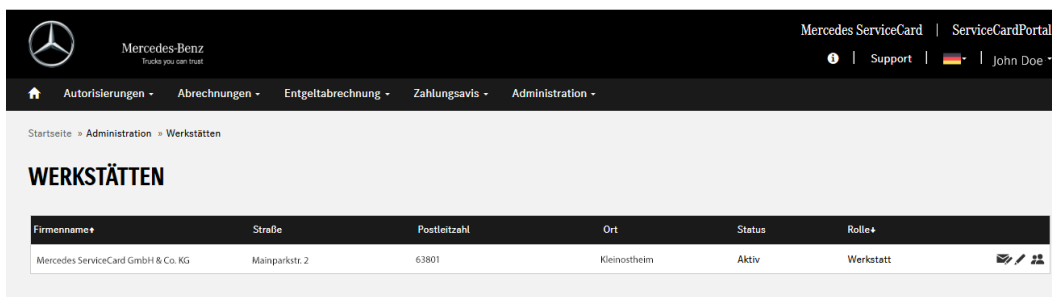 Mercedes ServiceCard | ServiceCardPortal
Mercedes-Benz
Trucks you can trust
Support | John Doe
Autorisierungen Abrechnungen Entgeltabrechnung Zahlungsavis Administration
Startseite » Administration » Werkstätten
WERKSTÄTTEN
Firmenname Straße Postleitzahl Ort Status Rolle
Mercedes ServiceCard GmbH & Co. KG Mainparkstr. 2 63801 Kleinostheim Aktiv Werkstatt